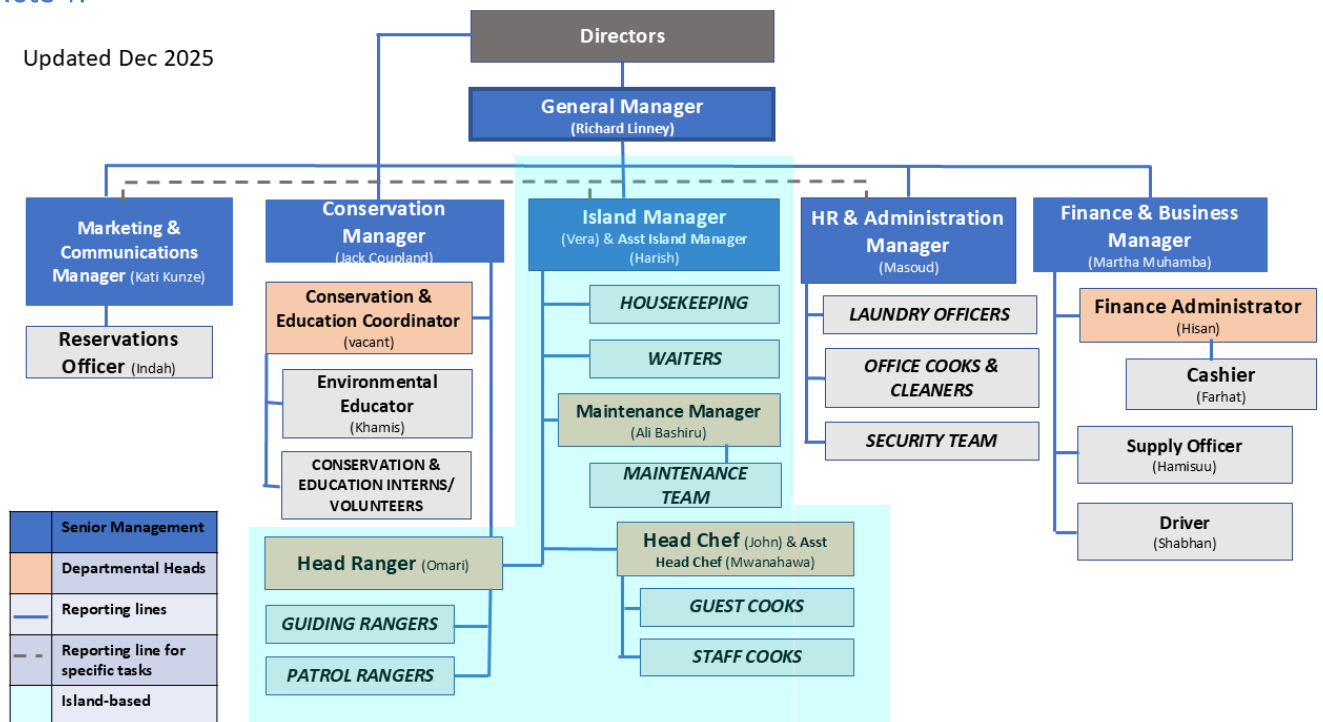 Updated Dec 2025
Directors
General Manager
(Richard Linney)
Marketing &
Communications
Manager (Kati Kunze)
Reservations
Officer (Indah)
Conservation
Manager
(Jack Coupland)
Conservation &
Education Coordinator
(vacant)
Environmental
Educator
(Khamis)
CONSERVATION &
EDUCATION INTERNS/
VOLUNTEERS
Head Ranger (Omari)
GUIDING RANGERS
PATROL RANGERS
Island Manager
(Vera) & Asst Island Manager
(Harish)
HOUSEKEEPING
WAITERS
Maintenance Manager
(Ali Bashiru)
MAINTENANCE
TEAM
Head Chef (John) & Asst
Head Chef (Mwanahawa)
GUEST COOKS
STAFF COOKS
HR & Administration
Manager
(Masoud)
LAUNDRY OFFICERS
OFFICE COOKS &
CLEANERS
SECURITY TEAM
Finance & Business
Manager
(Martha Muhamba)
Finance Administrator
(Hisan)
Cashier
(Farhat)
Supply Officer
(Hamisuu)
Driver
(Shabhan)
Senior Management
Departmental Heads
Reporting lines
Reporting line for
specific tasks
Island-based